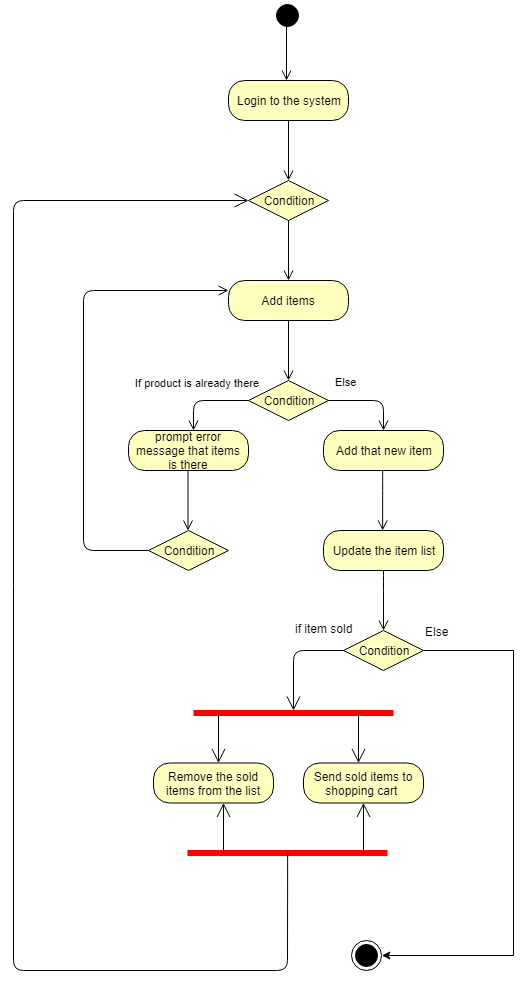 Login to the system
Condition
Add items
If product is already there
Else
Condition
prompt error
message that items
is there
Add that new item
Condition
Update the item list
if item sold
Else
Condition
Remove the sold
items from the list
Send sold items to
shopping cart